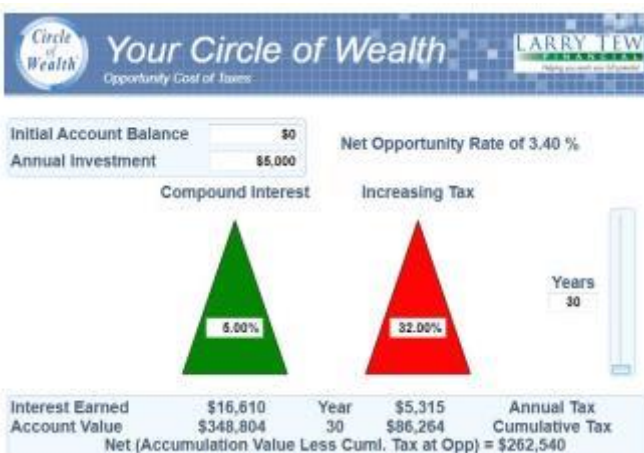 Circle
of
Wealth
Your Circle of Wealth
Opportunity Cost of Taxes
LARRY TEW
FINANCIAL
Initial Account Balance $0
Annual Investment $5,000
Net Opportunity Rate of 3.40 %
Compound Interest Increasing Tax
Years
30
5.00% 32.00%
Interest Earned $16,610 Year $5,315 Annual Tax
Account Value $348,804 30 $86,264 Cumulative Tax
Net (Accumulation Value Less Cuml. Tax at Opp) = $262,540